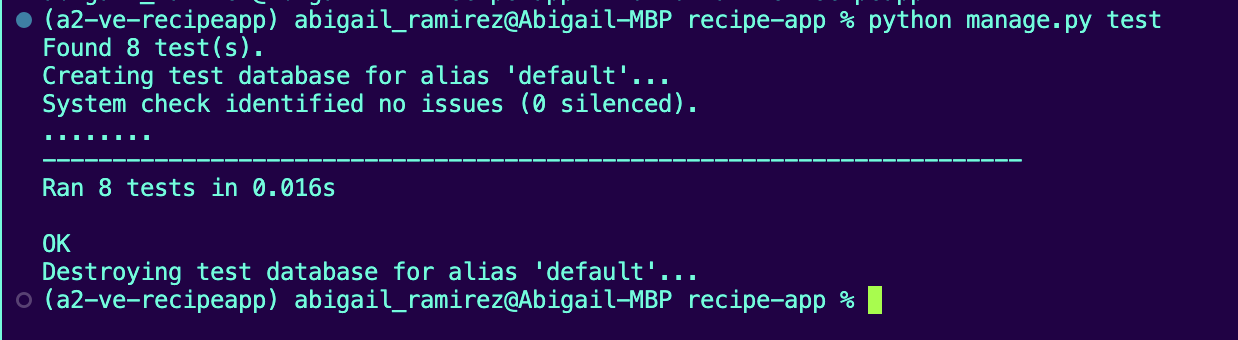 (a2-ve-recipeapp) abigail_ramirez@Abigail-MBP recipe-app % python manage.py test
Found 8 test(s).
Creating test database for alias 'default'...
System check identified no issues (0 silenced).
........
----------------------------------------------------------------------
Ran 8 tests in 0.016s
OK
Destroying test database for alias 'default'...
(a2-ve-recipeapp) abigail_ramirez@Abigail-MBP recipe-app %